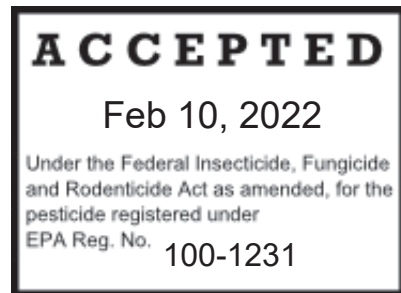 ACCEPTED
Feb 10, 2022
Under the Federal Insecticide, Fungicide
and Rodenticide Act as amended, for the
pesticide registered under
EPA Reg. No. 100-1231